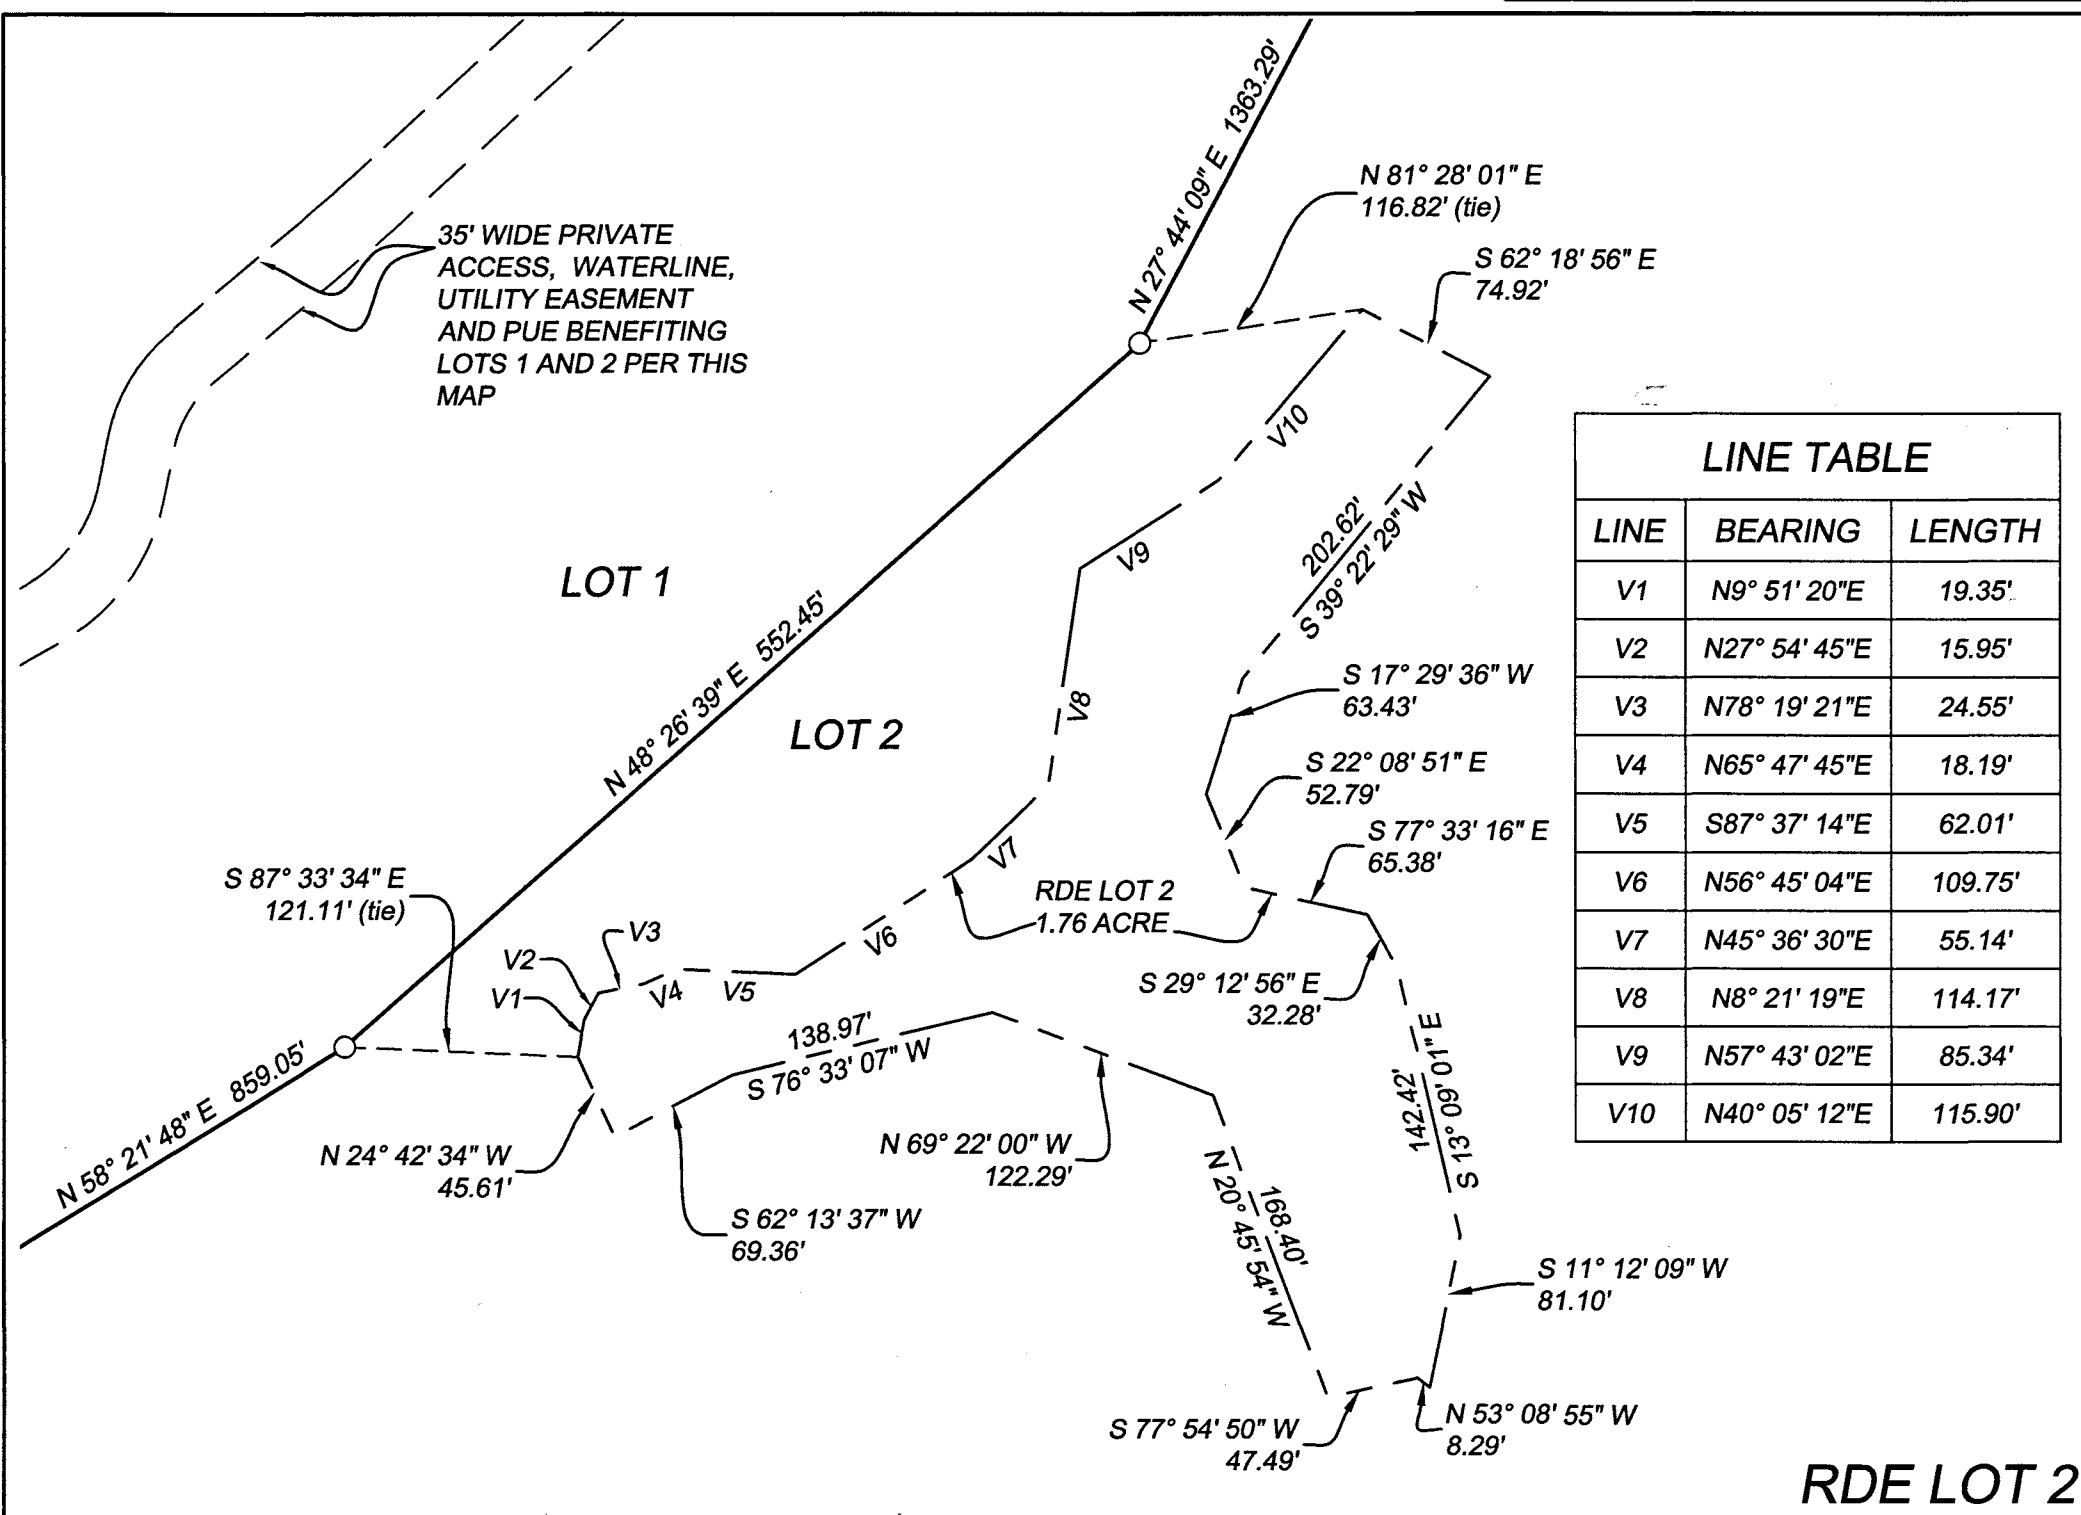 N 27° 44' 09" E 1363.29'
N 81° 28' 01" E
116.82' (tie)
S 62° 18' 56" E
74.92'
35' WIDE PRIVATE
ACCESS, WATERLINE,
UTILITY EASEMENT
AND PUE BENEFITING
LOTS 1 AND 2 PER THIS
MAP
V10
202.62'
S 39° 22' 29" W
V9
LOT 1
N 48° 26' 39" E 552.45'
LOT 2
V8
S 17° 29' 36" W
63.43'
S 22° 08' 51" E
52.79'
S 77° 33' 16" E
65.38'
V7
RDE LOT 2
1.76 ACRE
S 87° 33' 34" E
121.11' (tie)
V3
V2
V1
V4
V5
V6
S 29° 12' 56" E
32.28'
138.97'
S 76° 33' 07" W
N 58° 21' 48" E 859.05'
N 24° 42' 34" W
45.61'
S 62° 13' 37" W
69.36'
N 69° 22' 00" W
122.29'
142.42'
S 13° 09' 01" E
168.40'
N 20° 45' 54" W
S 11° 12' 09" W
81.10'
S 77° 54' 50" W
47.49'
N 53° 08' 55" W
8.29'
LINE TABLE
LINE BEARING LENGTH
V1 N9° 51' 20"E 19.35'
V2 N27° 54' 45"E 15.95'
V3 N78° 19' 21"E 24.55'
V4 N65° 47' 45"E 18.19'
V5 S87° 37' 14"E 62.01'
V6 N56° 45' 04"E 109.75'
V7 N45° 36' 30"E 55.14'
V8 N8° 21' 19"E 114.17'
V9 N57° 43' 02"E 85.34'
V10 N40° 05' 12"E 115.90'
RDE LOT 2